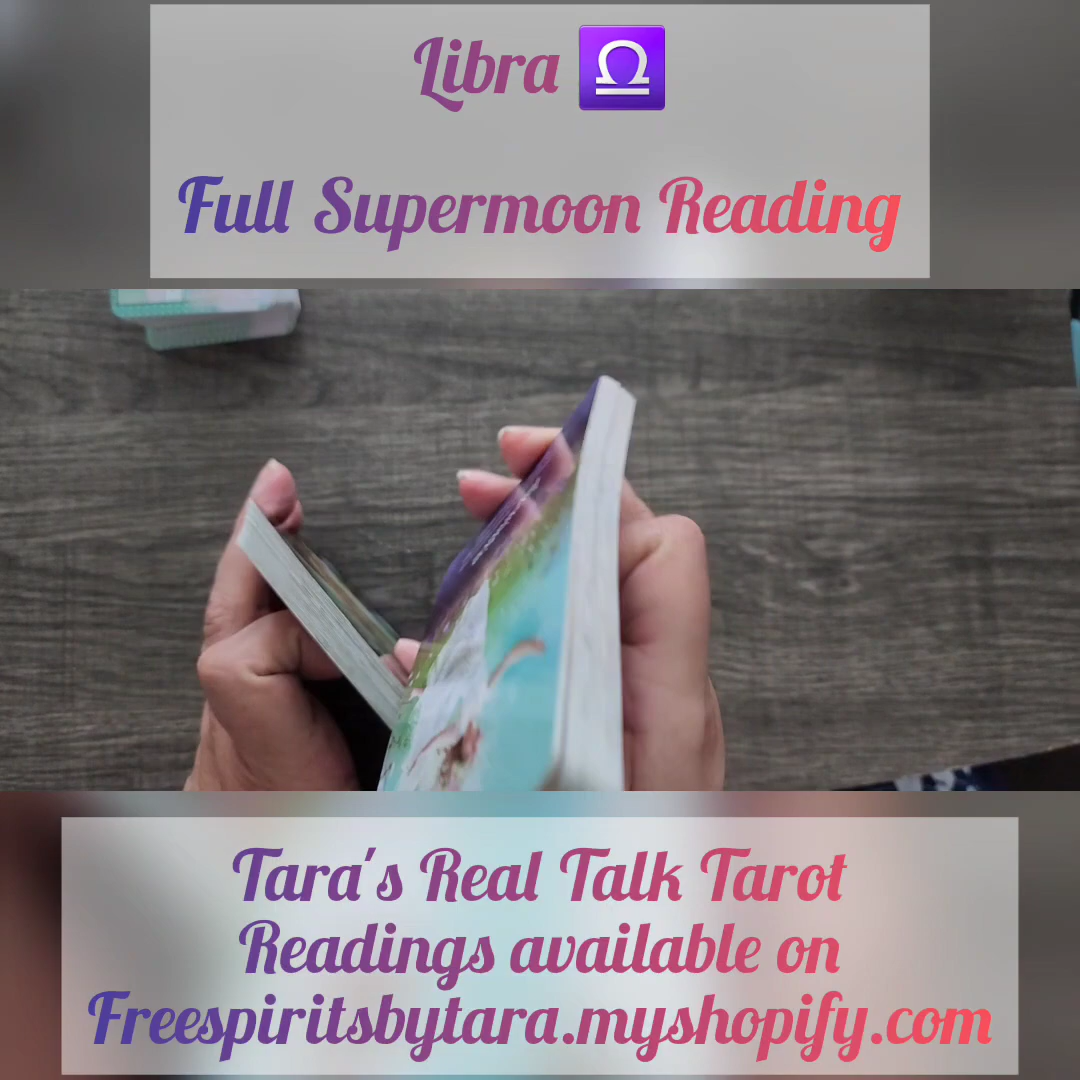 Libra ♎
Full Supermoon Reading
Tara's Real Talk Tarot
Readings available on
Freespiritsbytara.myshopify.com